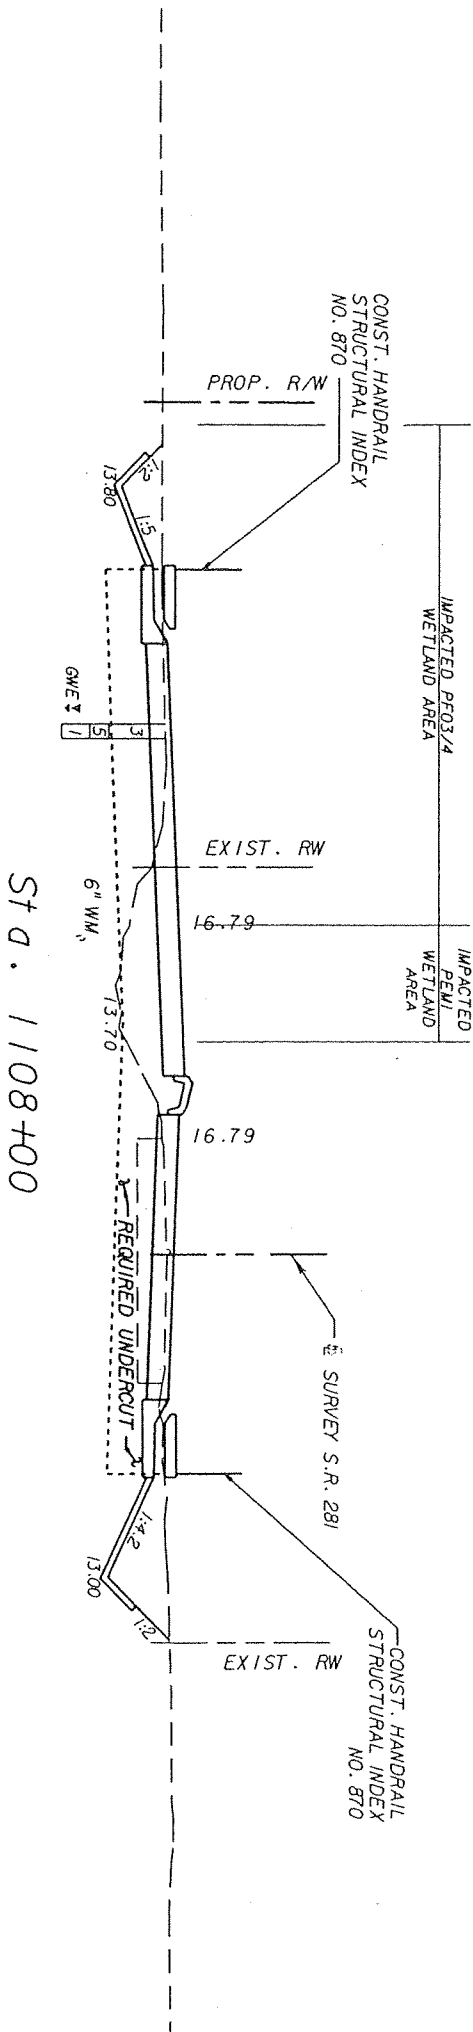 CONST. HANDRAIL
STRUCTURAL INDEX
NO. 870
PROP. R/W
IMPACTED PFO3/4
WETLAND AREA
1:2
13.80
1:5
GWE
3
5
1
EXIST. RW
16.79
IMPACTED
PEM1
WETLAND
AREA
6" WM
13.70
16.79
SURVEY S.R. 281
REQUIRED UNDERCUT
CONST. HANDRAIL
STRUCTURAL INDEX
NO. 870
1:4.2
13.00
1:2
EXIST. RW
Sta. 1108+00